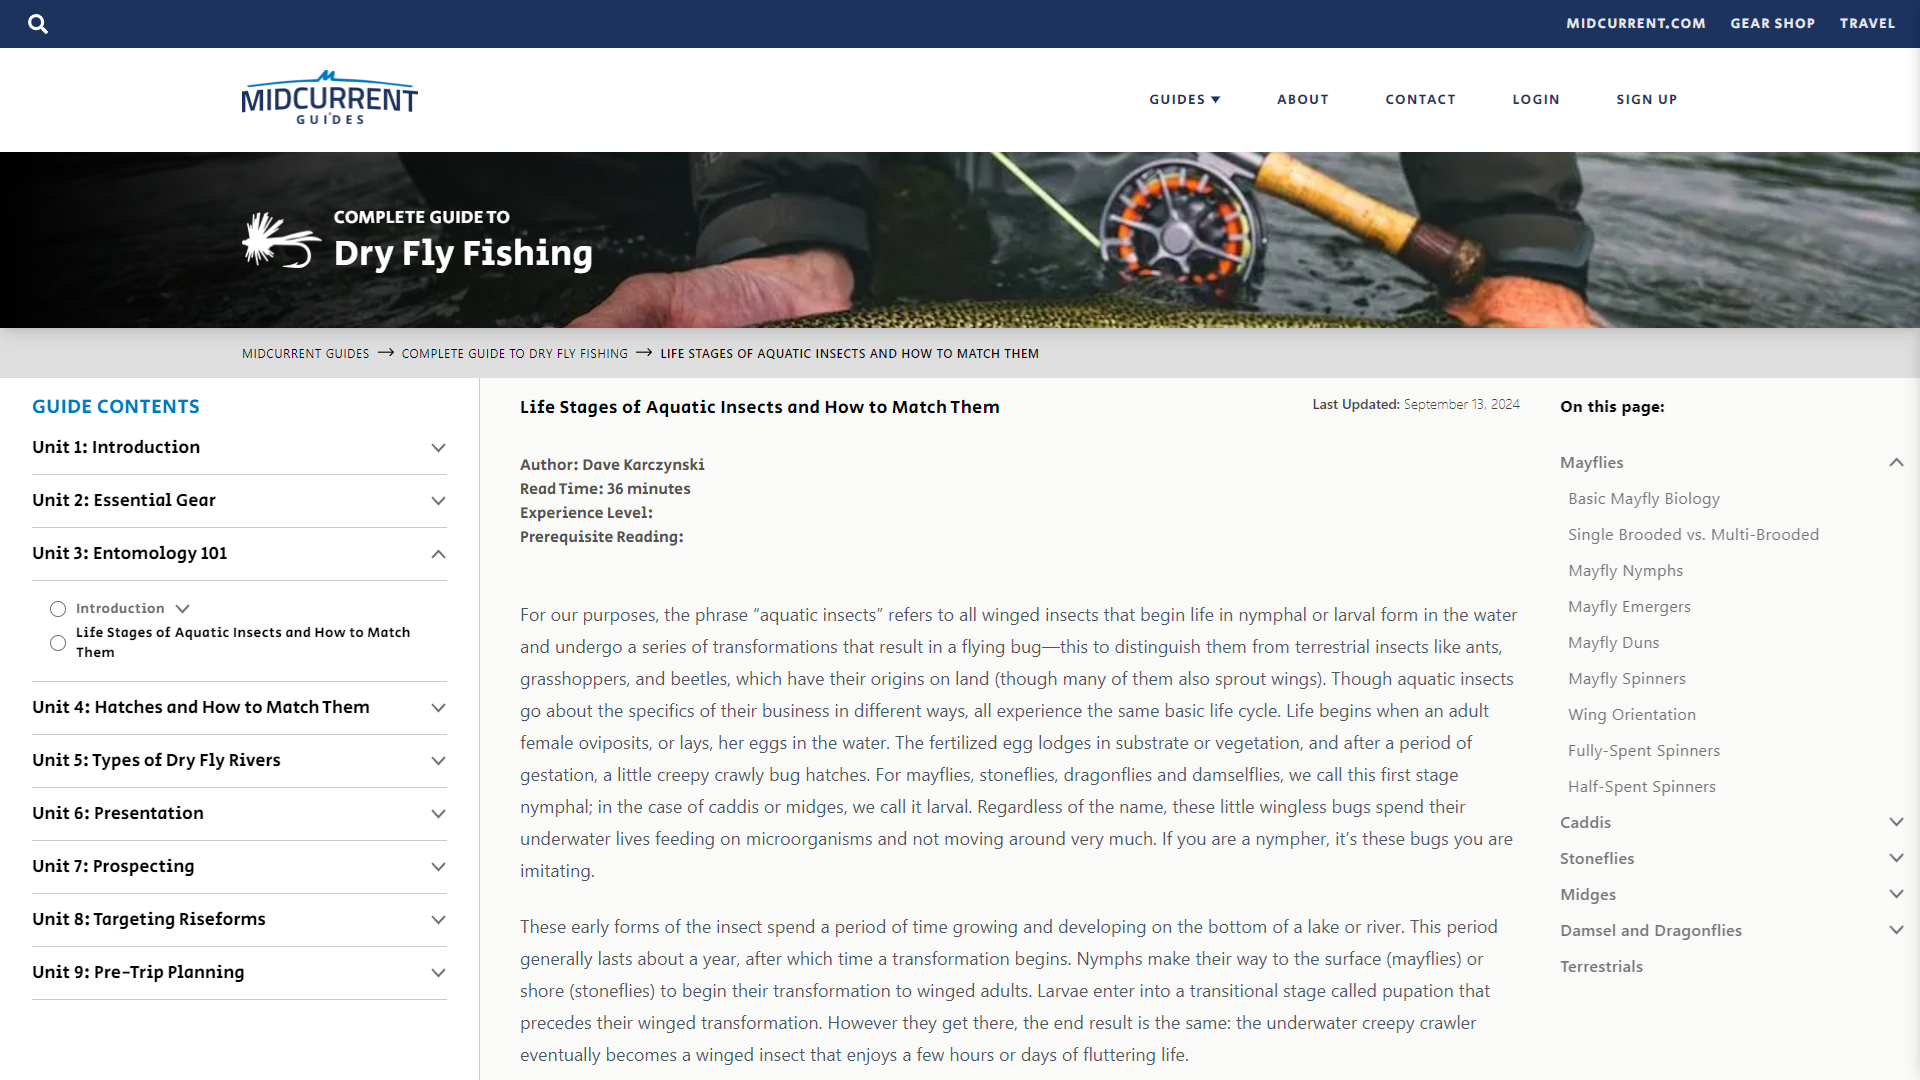 MIDCURRENT.COM GEAR SHOP TRAVEL
MIDCURRENT
GUIDES
GUIDES ABOUT CONTACT LOGIN SIGN UP
COMPLETE GUIDE TO
Dry Fly Fishing
MIDCURRENT GUIDES → COMPLETE GUIDE TO DRY FLY FISHING → LIFE STAGES OF AQUATIC INSECTS AND HOW TO MATCH THEM
GUIDE CONTENTS
Unit 1: Introduction
Unit 2: Essential Gear
Unit 3: Entomology 101
Introduction
Life Stages of Aquatic Insects and How to Match
Them
Unit 4: Hatches and How to Match Them
Unit 5: Types of Dry Fly Rivers
Unit 6: Presentation
Unit 7: Prospecting
Unit 8: Targeting Riseforms
Unit 9: Pre-Trip Planning
Life Stages of Aquatic Insects and How to Match Them
Last Updated: September 13, 2024
Author: Dave Karczynski
Read Time: 36 minutes
Experience Level:
Prerequisite Reading:
For our purposes, the phrase “aquatic insects” refers to all winged insects that begin life in nymphal or larval form in the water
and undergo a series of transformations that result in a flying bug—this to distinguish them from terrestrial insects like ants,
grasshoppers, and beetles, which have their origins on land (though many of them also sprout wings). Though aquatic insects
go about the specifics of their business in different ways, all experience the same basic life cycle. Life begins when an adult
female oviposits, or lays, her eggs in the water. The fertilized egg lodges in substrate or vegetation, and after a period of
gestation, a little creepy crawly bug hatches. For mayflies, stoneflies, dragonflies and damselflies, we call this first stage
nymphal; in the case of caddis or midges, we call it larval. Regardless of the name, these little wingless bugs spend their
underwater lives feeding on microorganisms and not moving around very much. If you are a nympher, it’s these bugs you are
imitating.
These early forms of the insect spend a period of time growing and developing on the bottom of a lake or river. This period
generally lasts about a year, after which time a transformation begins. Nymphs make their way to the surface (mayflies) or
shore (stoneflies) to begin their transformation to winged adults. Larvae enter into a transitional stage called pupation that
precedes their winged transformation. However they get there, the end result is the same: the underwater creepy crawler
eventually becomes a winged insect that enjoys a few hours or days of fluttering life.
On this page:
Mayflies
Basic Mayfly Biology
Single Brooded vs. Multi-Brooded
Mayfly Nymphs
Mayfly Emergers
Mayfly Duns
Mayfly Spinners
Wing Orientation
Fully-Spent Spinners
Half-Spent Spinners
Caddis
Stoneflies
Midges
Damsel and Dragonflies
Terrestrials